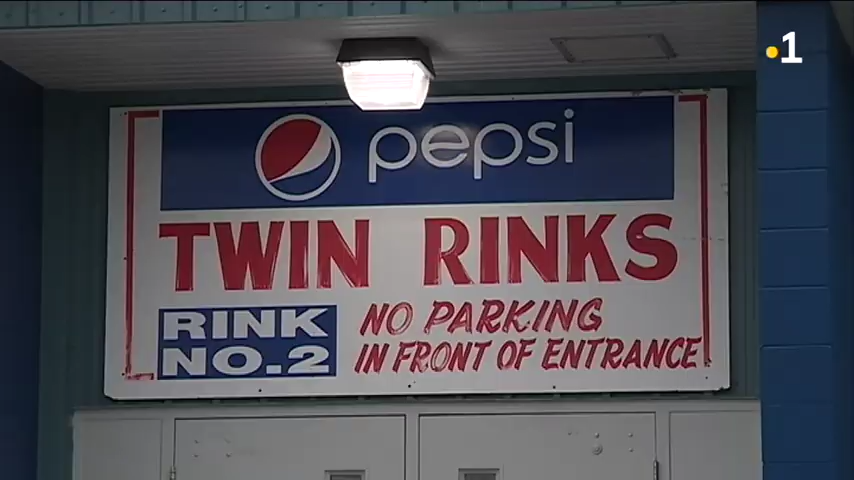 1
pepsi
TWIN RINKS
RINK
NO.2
NO PARKING
IN FRONT OF ENTRANCE